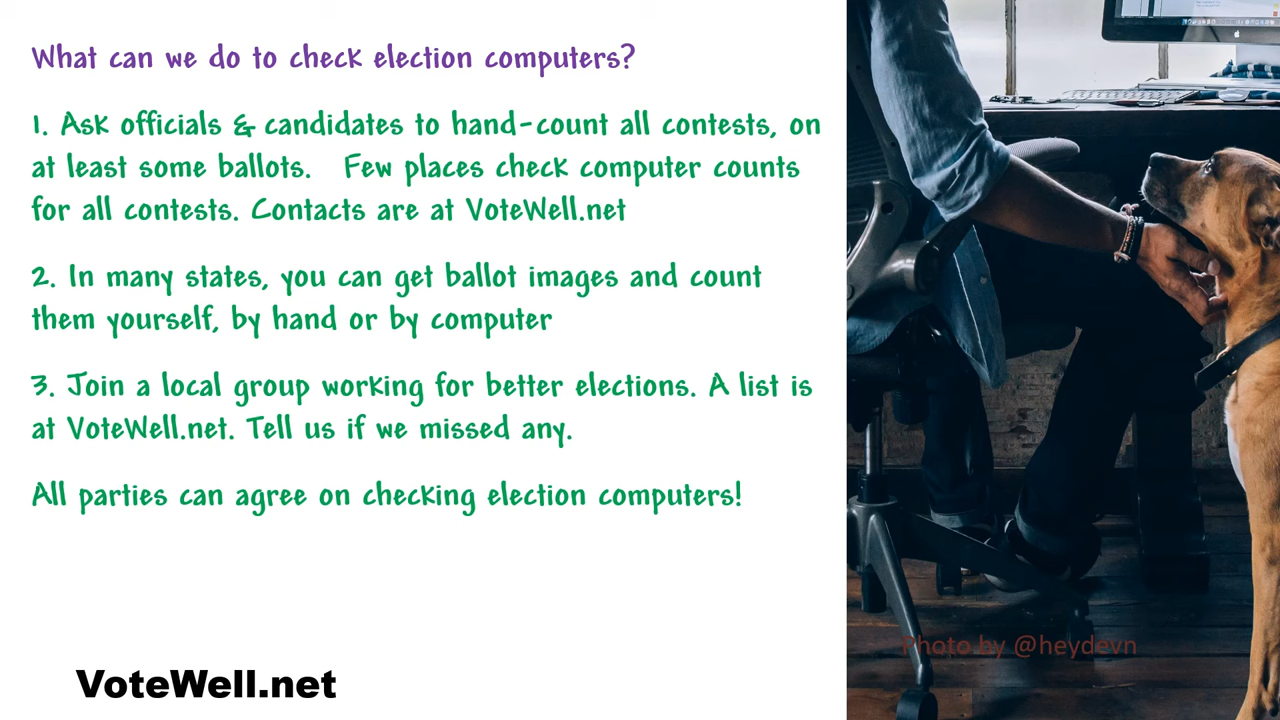 What can we do to check election computers?
1. Ask officials & candidates to hand-count all contests, on
at least some ballots. Few places check computer counts
for all contests. Contacts are at VoteWell.net
2. In many states, you can get ballot images and count
them yourself, by hand or by computer
3. Join a local group working for better elections. A list is
at VoteWell.net. Tell us if we missed any.
All parties can agree on checking election computers!
Photo by @heydevn
VoteWell.net